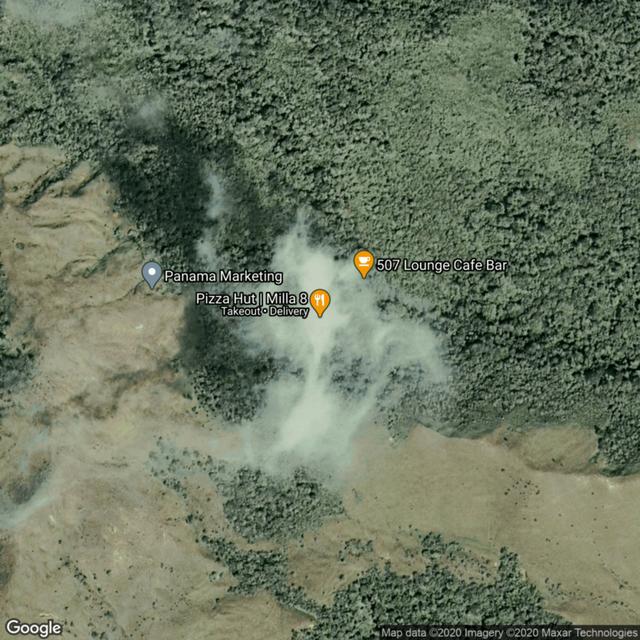 507 Lounge Cafe Bar
Panama Marketing
Pizza Hut | Milla 8
Takeout • Delivery
Google
Map data ©2020 Imagery ©2020 Maxar Technologies